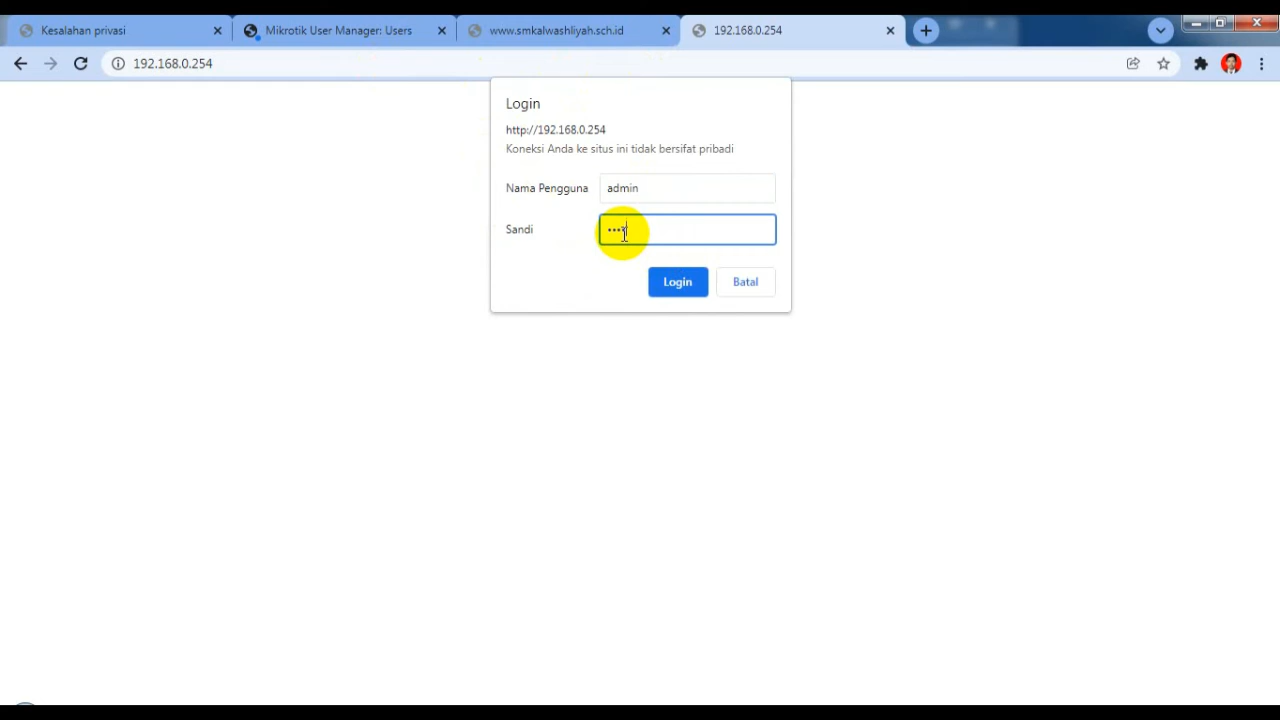 Kesalahan privasi
Mikrotik User Manager: Users
www.smkalwashliyah.sch.id
192.168.0.254
192.168.0.254
Login
http://192.168.0.254
Koneksi Anda ke situs ini tidak bersifat pribadi
Nama Pengguna admin
Sandi ••••
Login Batal